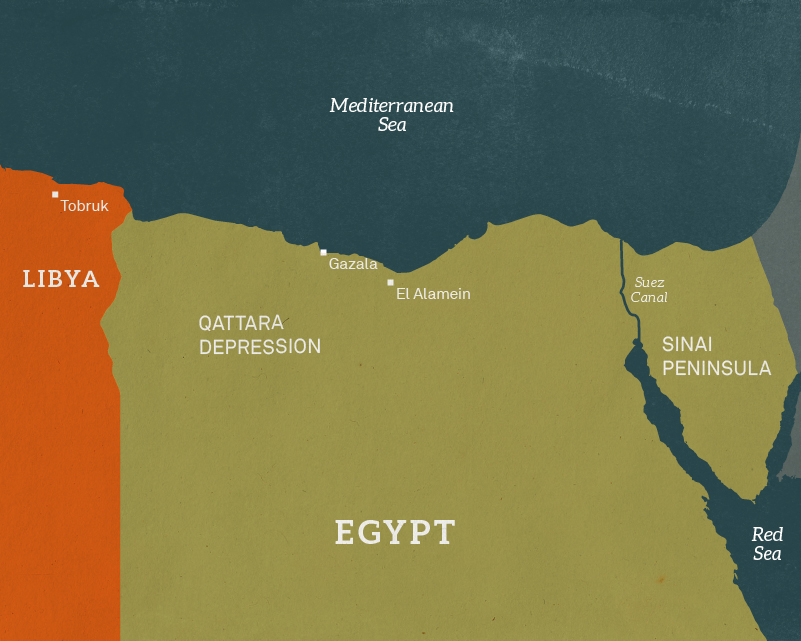 Mediterranean
Sea
Tobruk
LIBYA
Gazala
El Alamein
Suez
Canal
QATTARA
DEPRESSION
SINAI
PENINSULA
EGYPT
Red
Sea